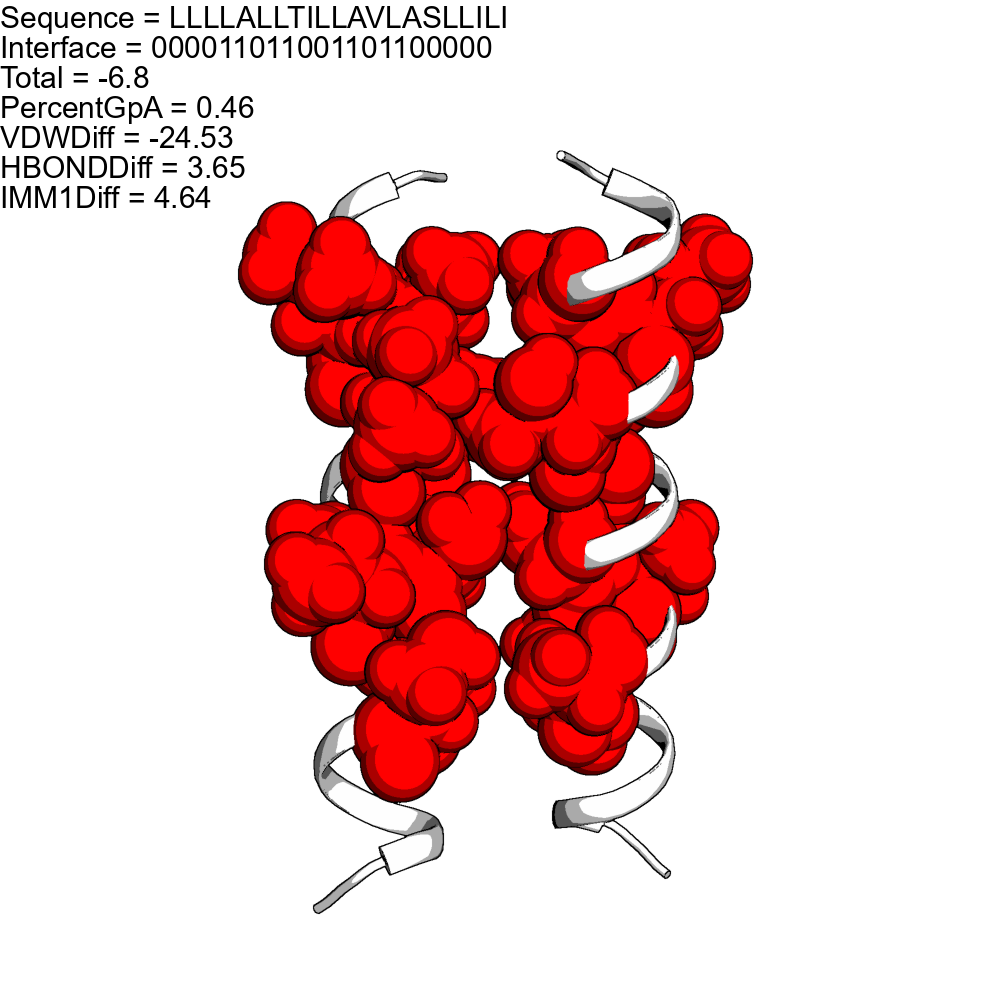 Sequence = LLLLALLTILLAVLASLLILI
Interface = 000011011001101100000
Total = -6.8
PercentGpA = 0.46
VDWDiff = -24.53
HBONDDiff = 3.65
IMM1Diff = 4.64